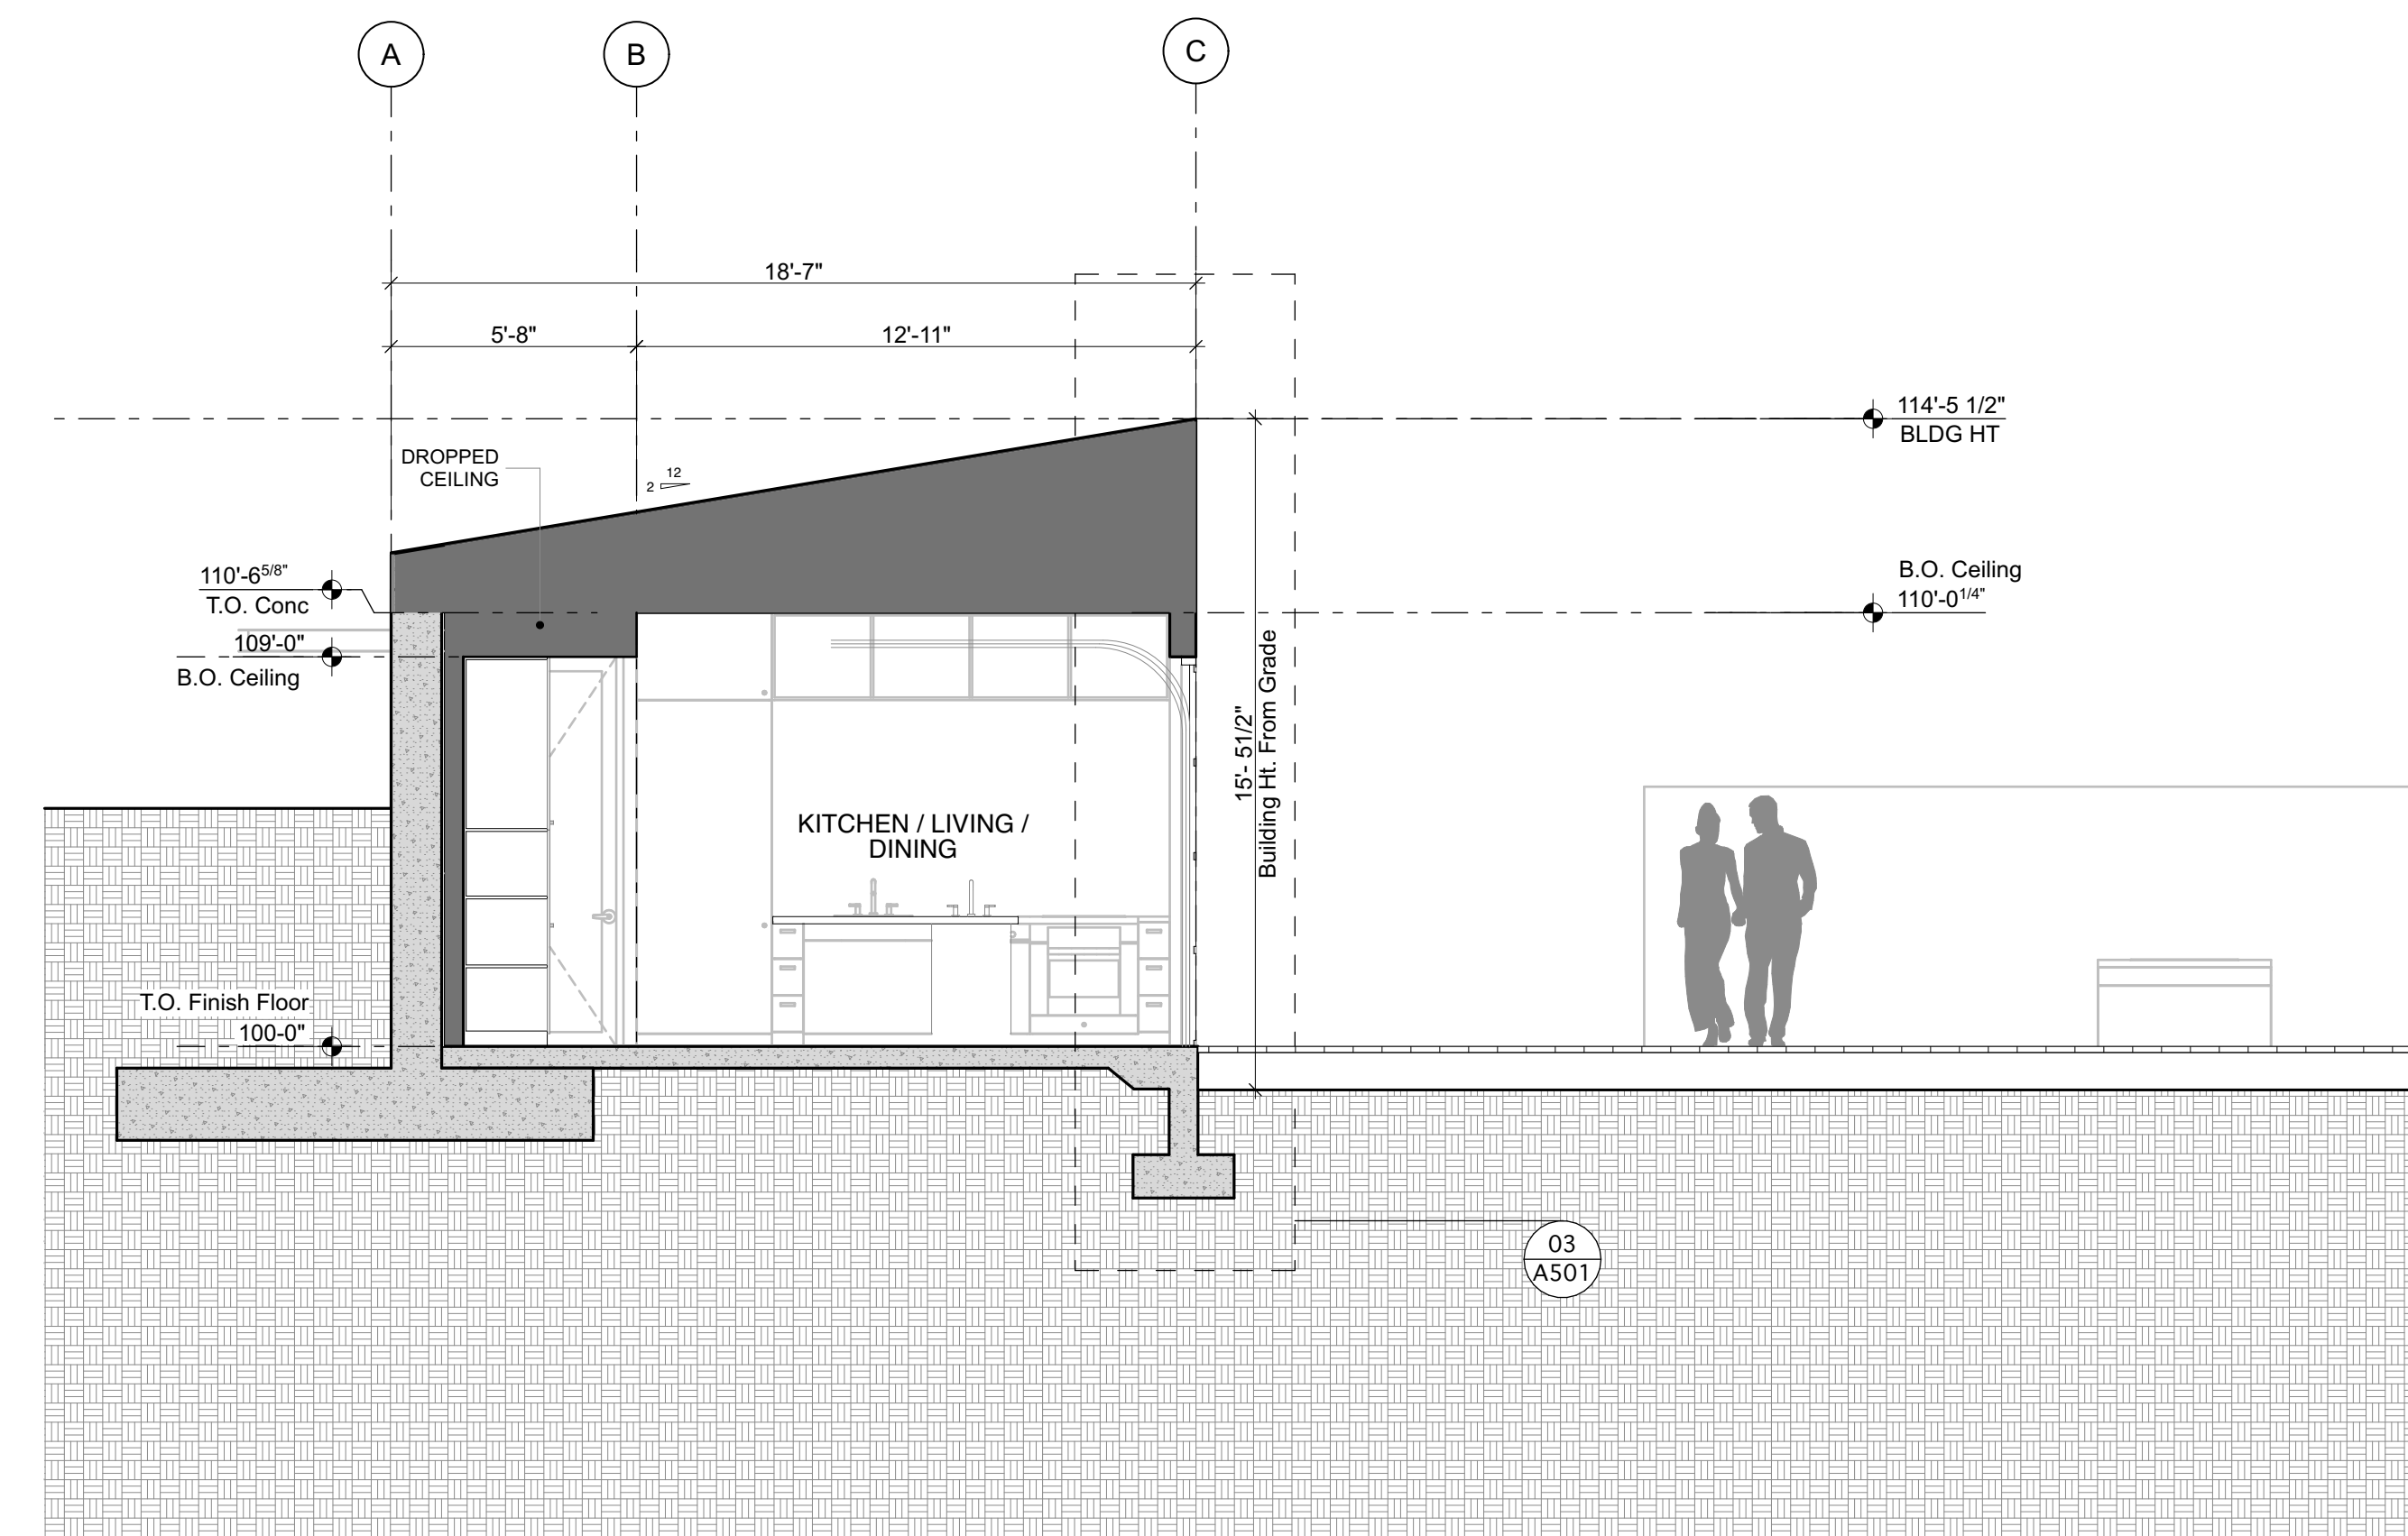 A
B
C
18'-7"
5'-8"
12'-11"
114'-5 1/2"
BLDG HT
DROPPED
CEILING
12
2
110'-6 5/8"
T.O. Conc
B.O. Ceiling
110'-0 1/4"
109'-0"
B.O. Ceiling
15'- 51/2"
Building Ht. From Grade
KITCHEN / LIVING /
DINING
T.O. Finish Floor
100-0"
03
A501